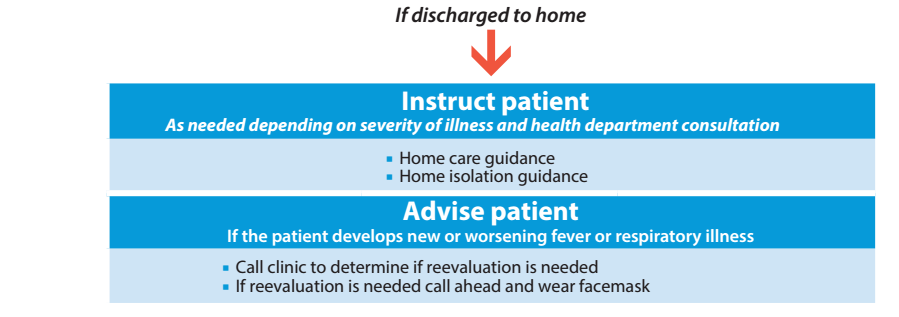 If discharged to home
Instruct patient
As needed depending on severity of illness and health department consultation
▪ Home care guidance
▪ Home isolation guidance
Advise patient
If the patient develops new or worsening fever or respiratory illness
▪ Call clinic to determine if reevaluation is needed
▪ If reevaluation is needed call ahead and wear facemask